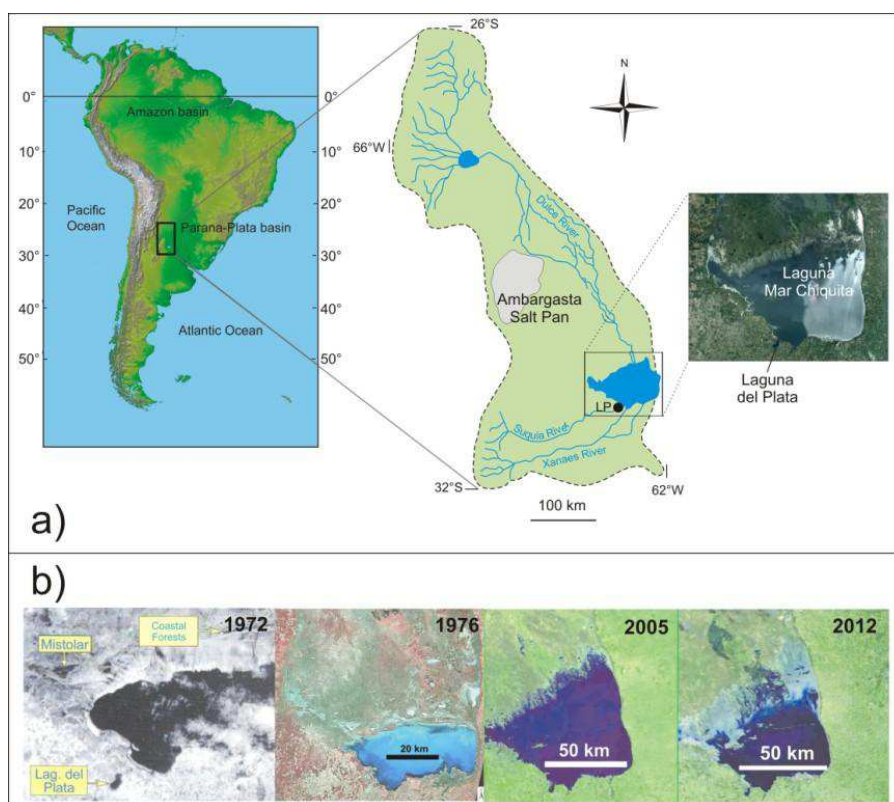 26°S
N
0°
0°
Amazon basin
10°
10°
66°W
20°
20°
Dulce River
Pacific
Ocean
Parana-Plata basin
30°
30°
Laguna
Mar Chiquita
Ambargasta
Salt Pan
40°
40°
Atlantic Ocean
50°
50°
Laguna
del Plata
LP
Suquia River
Xanaes River
32°S
62°W
100 km
a)
b)
1972
1976
2005
2012
Coastal
Forests
Mistolar
20 km
50 km
50 km
Lag. del
Plata